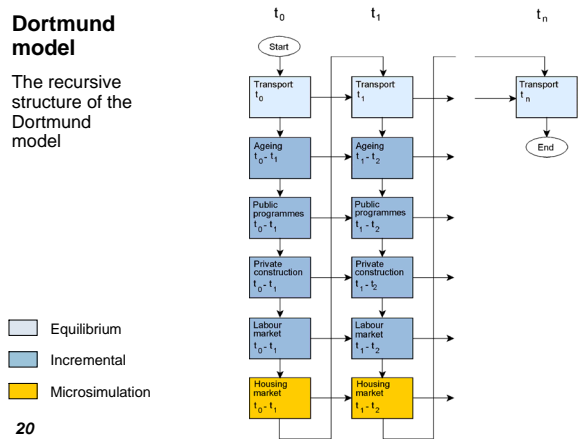 Dortmund
model
The recursive
structure of the
Dortmund
model
Equilibrium
Incremental
Microsimulation
20
t0 t1 tn
Start
Transport
t0
Transport
t1
Transport
tn
End
Ageing
t0 - t1
Ageing
t1 - t2
Public
programmes
t0 - t1
Public
programmes
t1 - t2
Private
construction
t0 - t1
Private
construction
t1 - t2
Labour
market
t0 - t1
Labour
market
t1 - t2
Housing
market
t0 - t1
Housing
market
t1 - t2